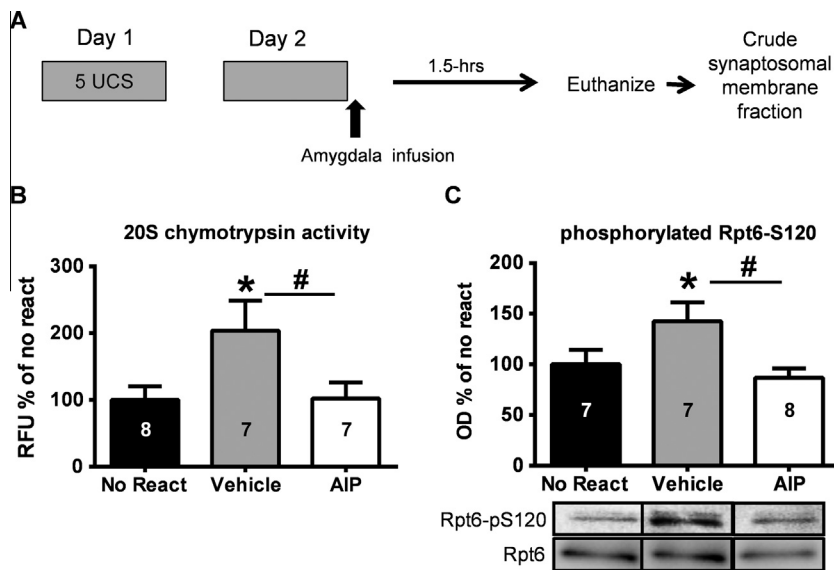 A
Day 1
Day 2
5 UCS
1.5-hrs
Euthanize
Crude
synaptosomal
membrane
fraction
Amygdala infusion
B
20S chymotrypsin activity
RFU % of no react
300
200
100
0
*
#
8
7
7
No React
Vehicle
AIP
C
phosphorylated Rpt6-S120
OD % of no react
200
150
100
50
0
*
#
7
7
8
No React
Vehicle
AIP
Rpt6-pS120
Rpt6